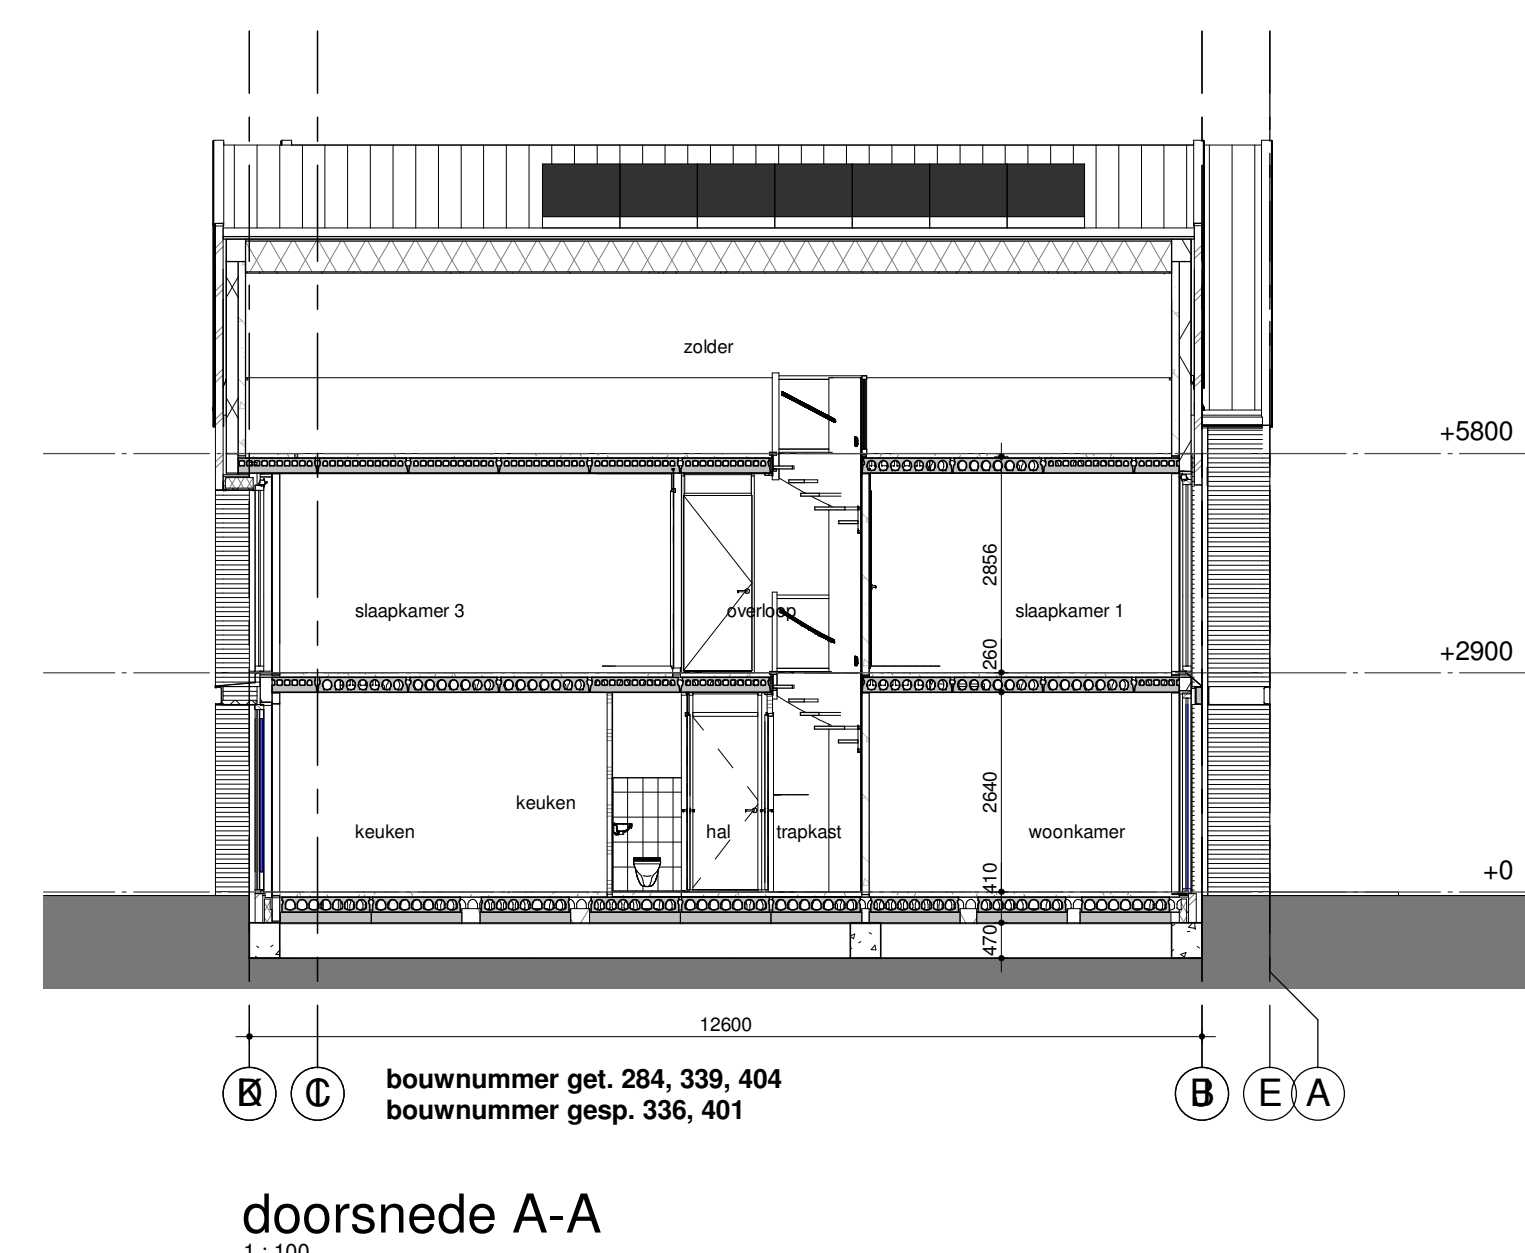 zolder
+5800
2856
slaapkamer 3
overloop
slaapkamer 1
260
+2900
2640
keuken
keuken
hal
trapkast
woonkamer
410
+0
470
12600
C
E
A
bouwnummer get. 284, 339, 404
bouwnummer gesp. 336, 401
doorsnede A-A
1 : 100